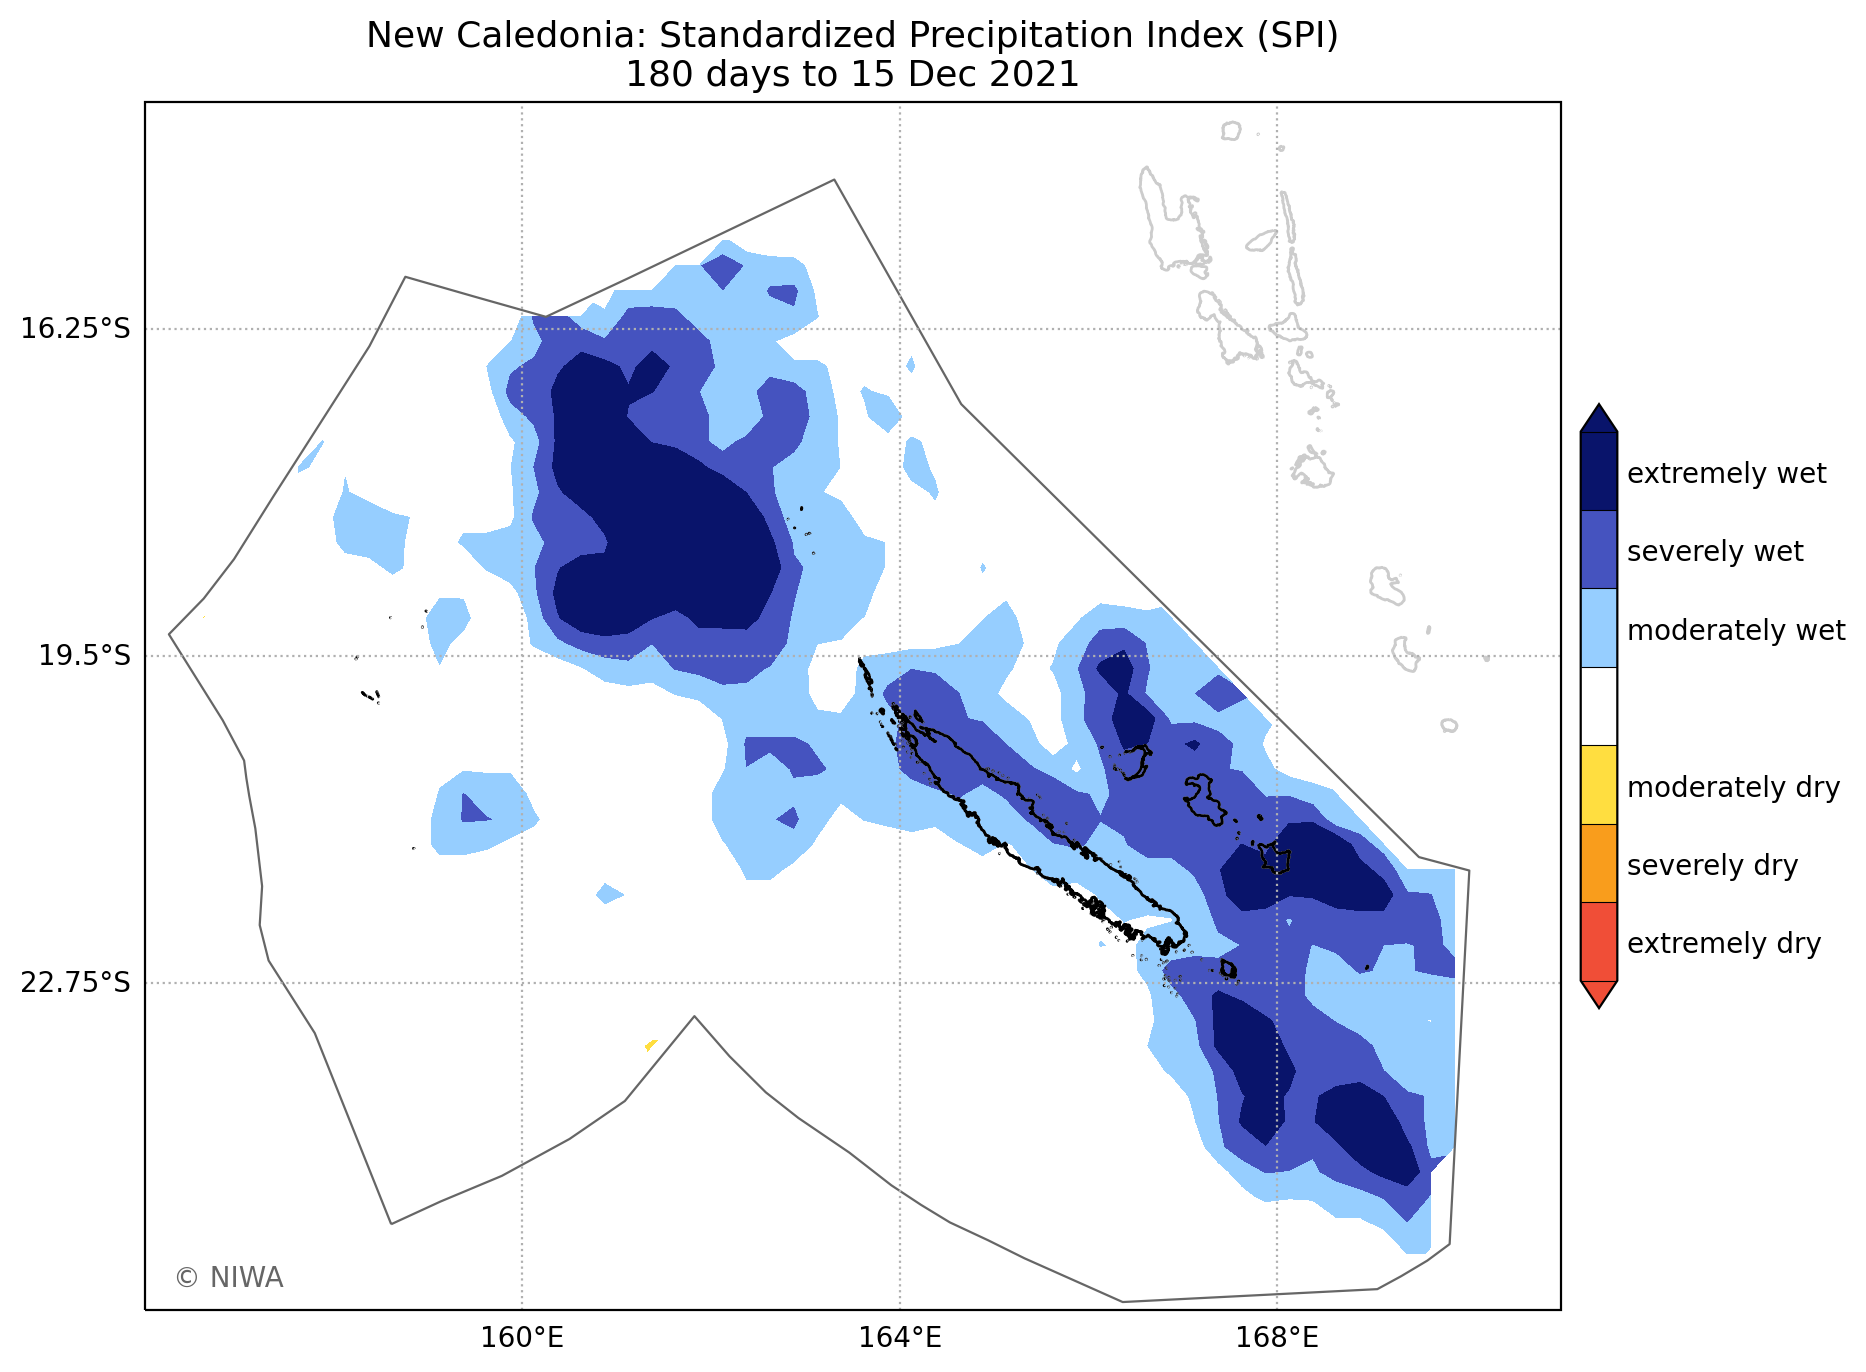 New Caledonia: Standardized Precipitation Index (SPI)
180 days to 15 Dec 2021
16.25°S
19.5°S
22.75°S
160°E
164°E
168°E
extremely wet
severely wet
moderately wet
moderately dry
severely dry
extremely dry
© NIWA